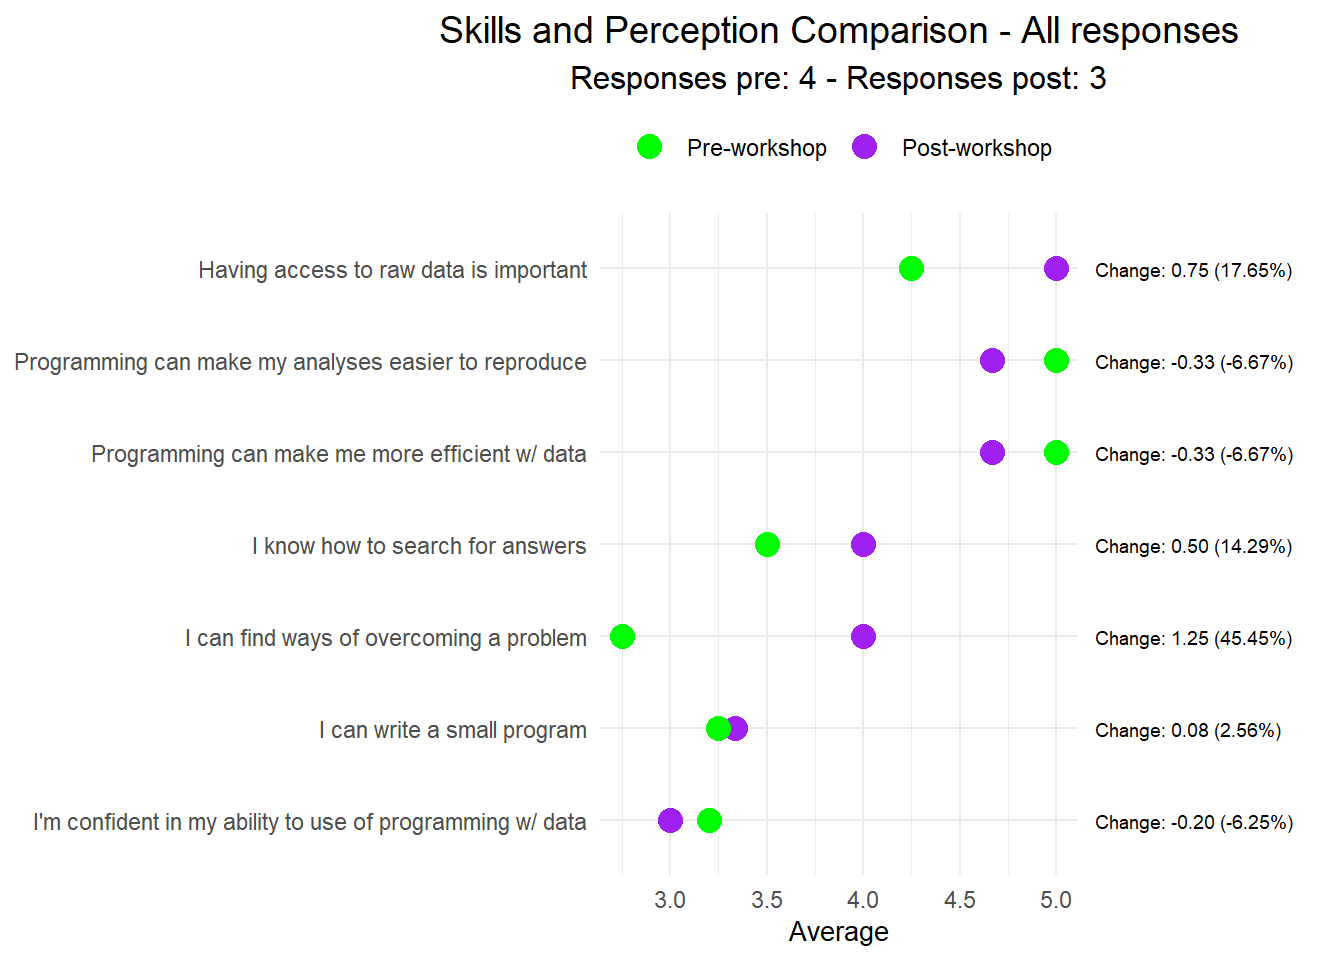 Skills and Perception Comparison - All responses
Responses pre: 4 - Responses post: 3
Pre-workshop Post-workshop
Having access to raw data is important Change: 0.75 (17.65%)
Programming can make my analyses easier to reproduce Change: -0.33 (-6.67%)
Programming can make me more efficient w/ data Change: -0.33 (-6.67%)
I know how to search for answers Change: 0.50 (14.29%)
I can find ways of overcoming a problem Change: 1.25 (45.45%)
I can write a small program Change: 0.08 (2.56%)
I'm confident in my ability to use of programming w/ data Change: -0.20 (-6.25%)
3.0 3.5 4.0 4.5 5.0
Average